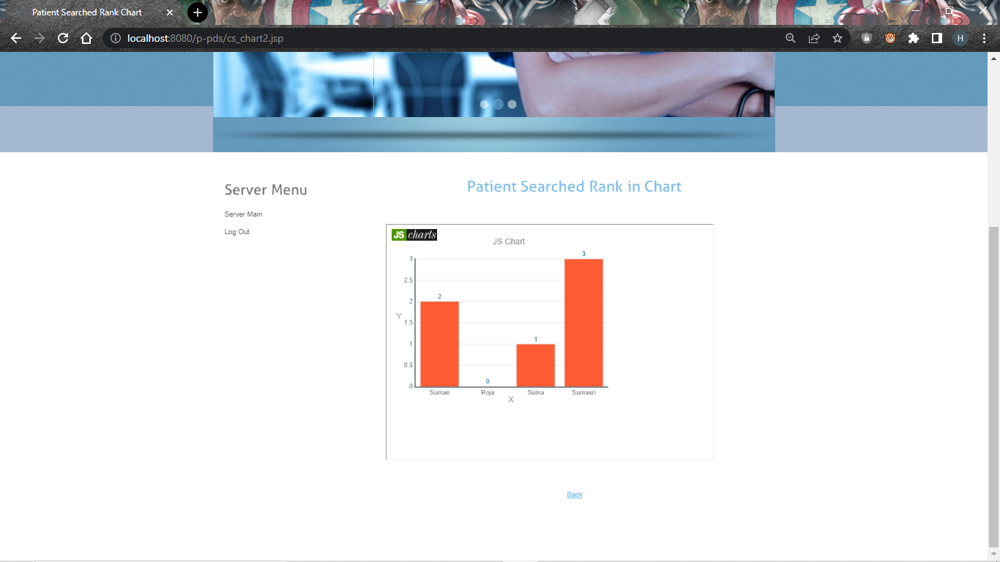 Patient Searched Rank Chart
localhost:8080/p-pds/cs_chart2.jsp
H
Server Menu
Server Main
Log Out
Patient Searched Rank in Chart
JS charts
JS Chart
3
2.5
2
1.5
1
0.5
0
Y
2
0
1
3
Suman
Roja
Suma
Sumasri
X
Back